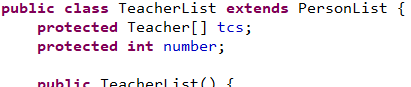 public class TeacherList extends PersonList {
    protected Teacher[] tcs;
    protected int number;
    public TeacherList() {